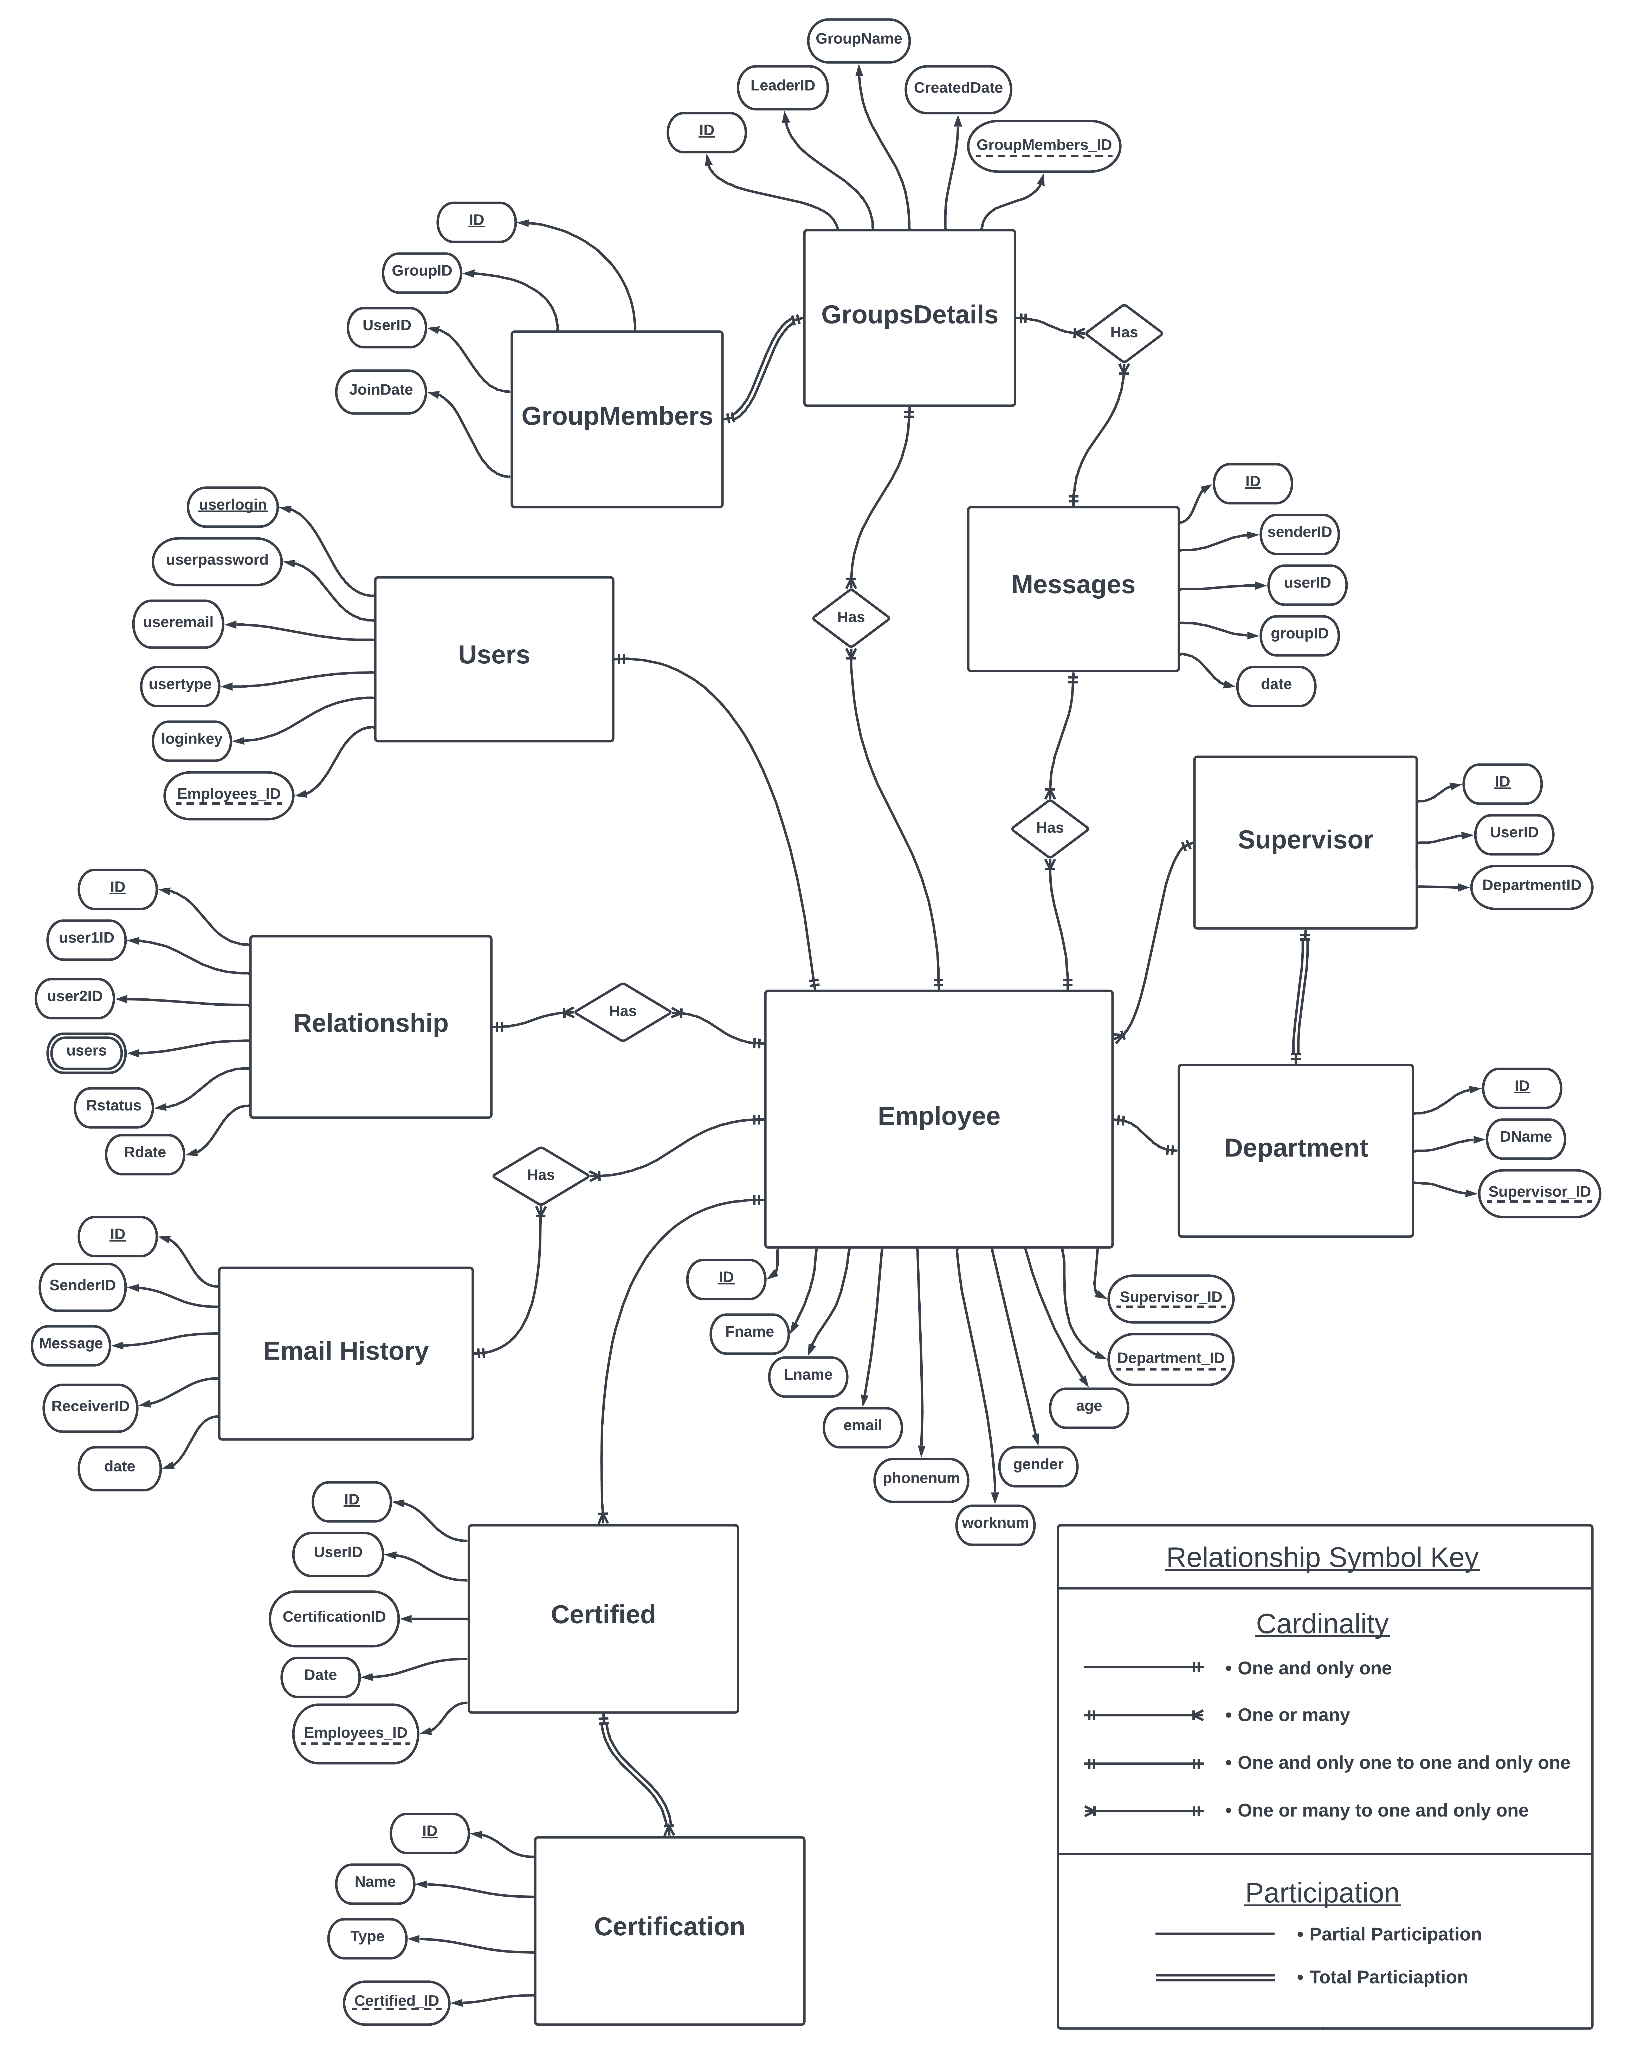 GroupName
LeaderID
CreatedDate
ID
GroupMembers_ID
ID
GroupID
UserID
JoinDate
GroupsDetails
Has
GroupMembers
userlogin
userpassword
useremail
usertype
loginkey
Employees_ID
Users
Has
Messages
ID
senderID
userID
groupID
date
Has
Supervisor
ID
UserID
DepartmentID
ID
user1ID
user2ID
users
Rstatus
Rdate
Relationship
Has
Employee
Department
ID
DName
Supervisor_ID
Has
ID
SenderID
Message
ReceiverID
date
Email History
ID
Fname
Lname
email
phonenum
worknum
gender
age
Department_ID
Supervisor_ID
ID
UserID
CertificationID
Date
Employees_ID
Certified
ID
Name
Type
Certified_ID
Certification
Relationship Symbol Key
Cardinality
• One and only one
• One or many
• One and only one to one and only one
• One or many to one and only one
Participation
• Partial Participation
• Total Particiaption